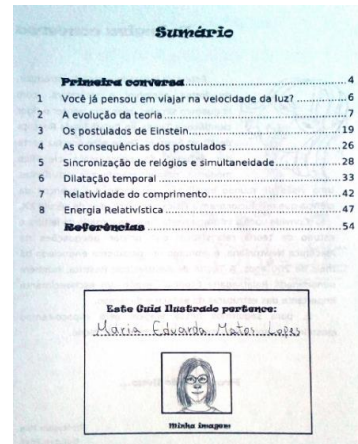 Sumário
Primeira conversa..........4
1 Você já pensou em viajar na velocidade da luz? ..........6
2 A evolução da teoria ..........7
3 Os postulados de Einstein..........19
4 As consequências dos postulados ..........26
5 Sincronização de relógios e simultaneidade..........28
6 Dilatação temporal ..........33
7 Relatividade do comprimento..........42
8 Energia Relativística ..........47
Referências ..........54
Este Guia Ilustrado pertence:
Maria Eduarda Matos Lopes
Minha imagem